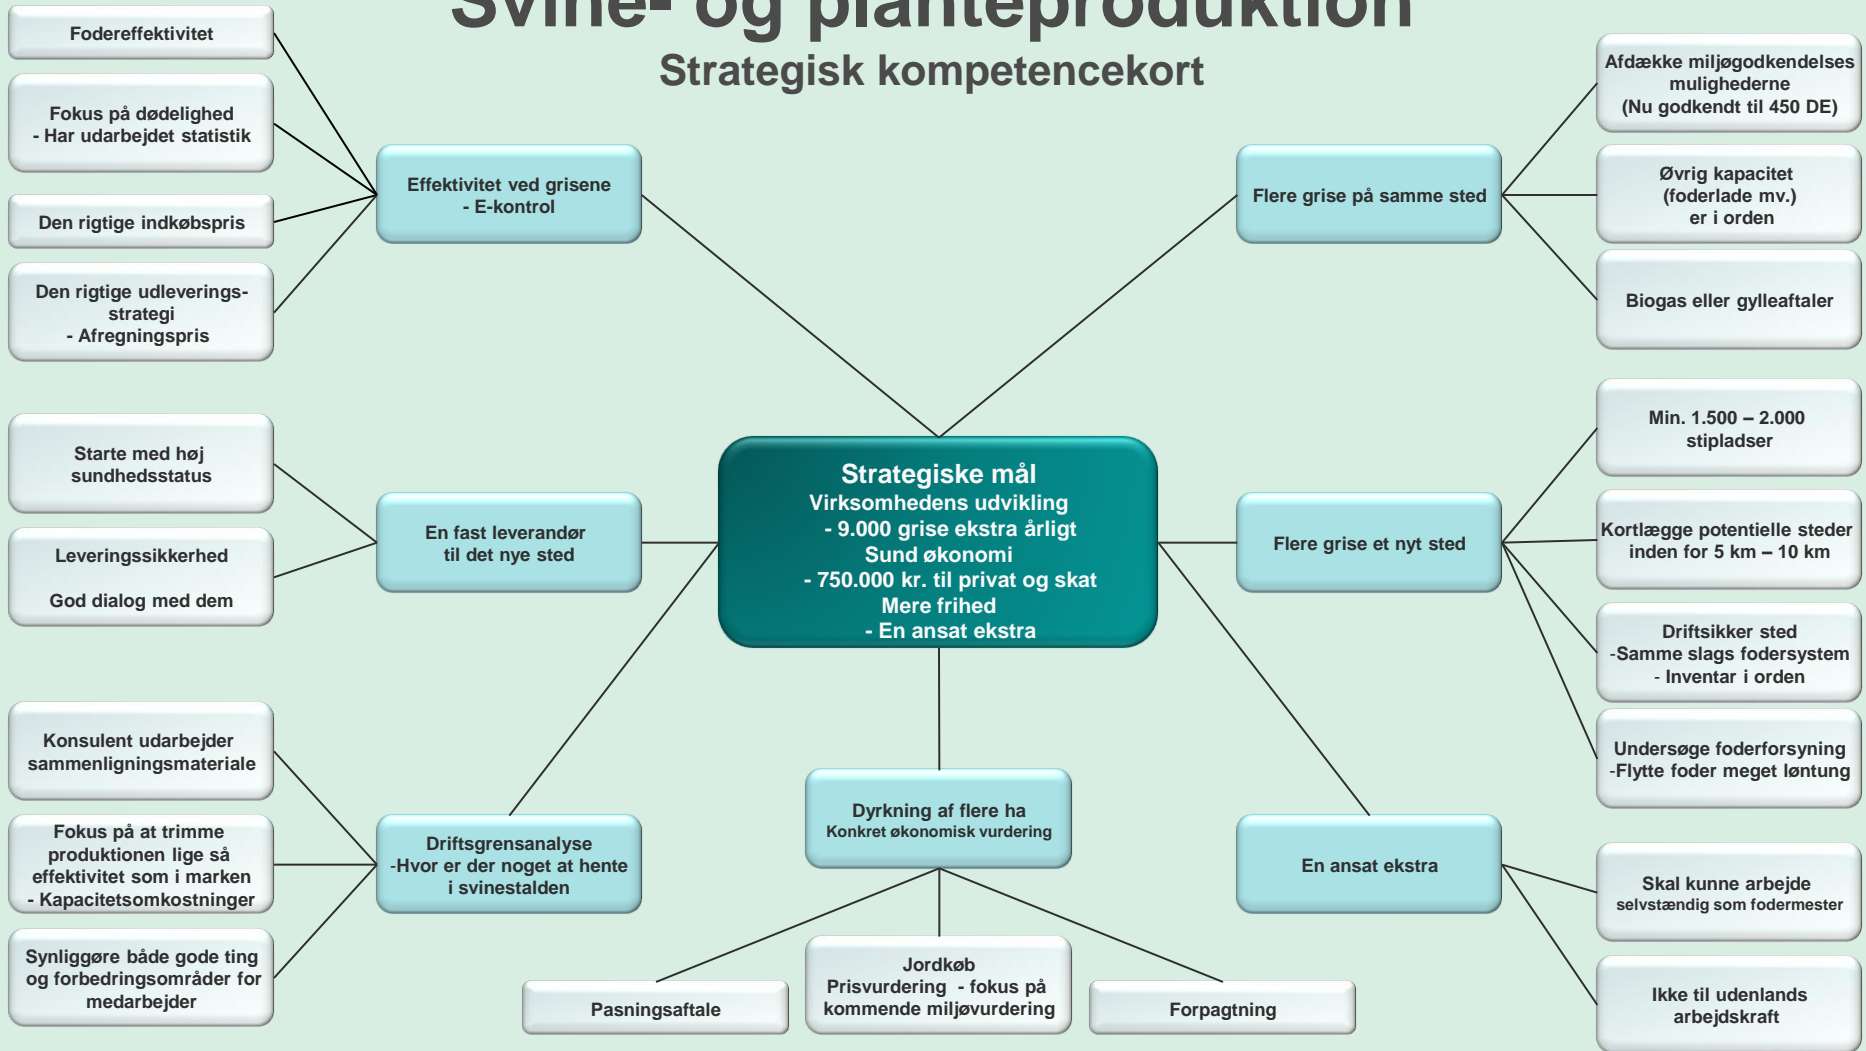 Svine- og planteproduktion
Strategisk kompetencekort
Fodereffektivitet
Fokus på dødelighed
- Har udarbejdet statistik
Den rigtige indkøbspris
Den rigtige udleverings-
strategi
- Afregningspris
Effektivitet ved grisene
- E-kontrol
Flere grise på samme sted
Afdække miljøgodkendelses
mulighederne
(Nu godkendt til 450 DE)
Øvrig kapacitet
(foderlade mv.)
er i orden
Biogas eller gylleaftaler
Starte med høj
sundhedsstatus
Leveringssikkerhed
God dialog med dem
En fast leverandør
til det nye sted
Strategiske mål
Virksomhedens udvikling
- 9.000 grise ekstra årligt
Sund økonomi
- 750.000 kr. til privat og skat
Mere frihed
- En ansat ekstra
Flere grise et nyt sted
Min. 1.500 – 2.000
stipladser
Kortlægge potentielle steder
inden for 5 km – 10 km
Driftsikker sted
-Samme slags fodersystem
- Inventar i orden
Undersøge foderforsyning
-Flytte foder meget løntung
Konsulent udarbejder
sammenligningsmateriale
Fokus på at trimme
produktionen lige så
effektivitet som i marken
- Kapacitetsomkostninger
Synliggøre både gode ting
og forbedringsområder for
medarbejder
Driftsgrensanalyse
-Hvor er der noget at hente
i svinestalden
Dyrkning af flere ha
Konkret økonomisk vurdering
Pasningsaftale
Jordkøb
Prisvurdering - fokus på
kommende miljøvurdering
Forpagtning
En ansat ekstra
Skal kunne arbejde
selvstændig som fodermester
Ikke til udenlands
arbejdskraft